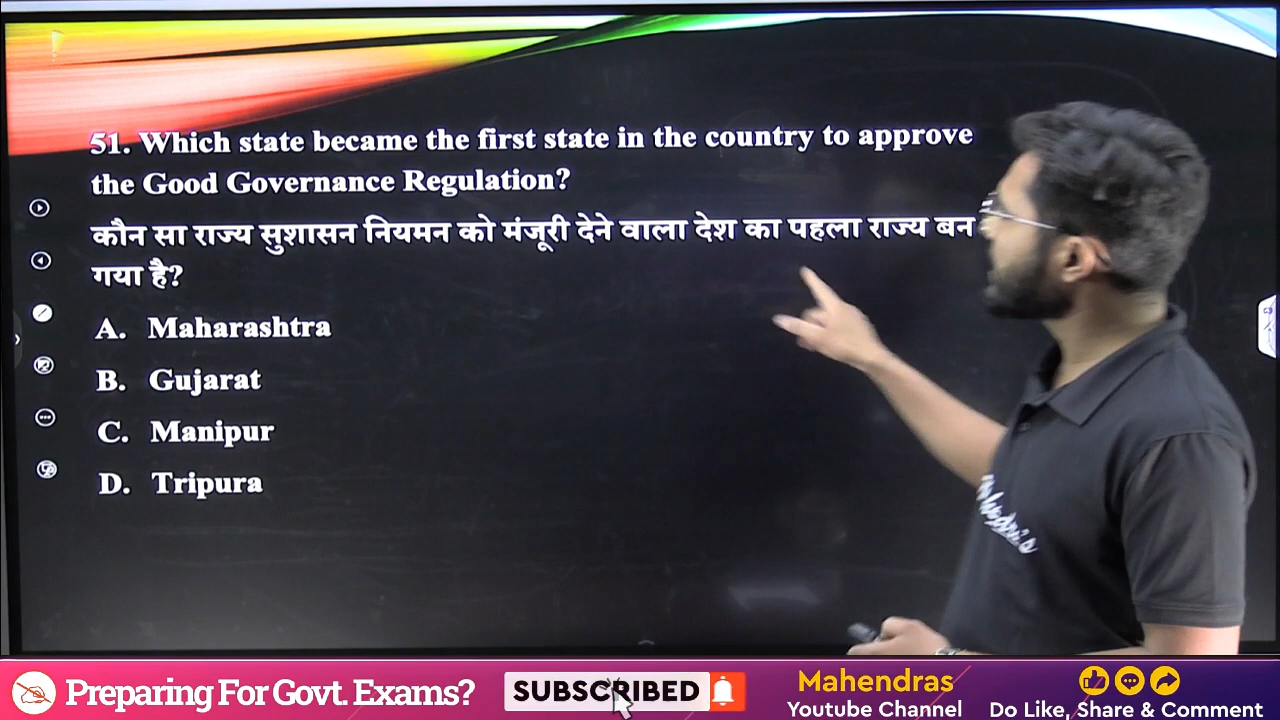 51. Which state became the first state in the country to approve
the Good Governance Regulation?
कौन सा राज्य सुशासन नियमन को मंजूरी देने वाला देश का पहला राज्य बन
गया है?
A. Maharashtra
B. Gujarat
C. Manipur
D. Tripura
Preparing For Govt. Exams?
SUBSCRIBED
Mahendras
Youtube Channel
Do Like, Share & Comment